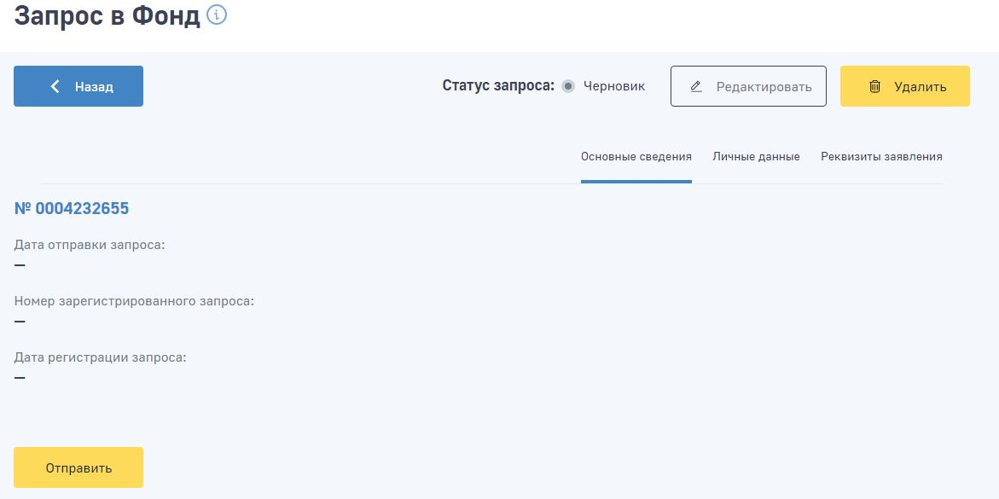 Запрос в Фонд
Назад
Статус запроса: Черновик
Редактировать
Удалить
Основные сведения
Личные данные
Реквизиты заявления
№ 0004232655
Дата отправки запроса:
—
Номер зарегистрированного запроса:
—
Дата регистрации запроса:
—
Отправить